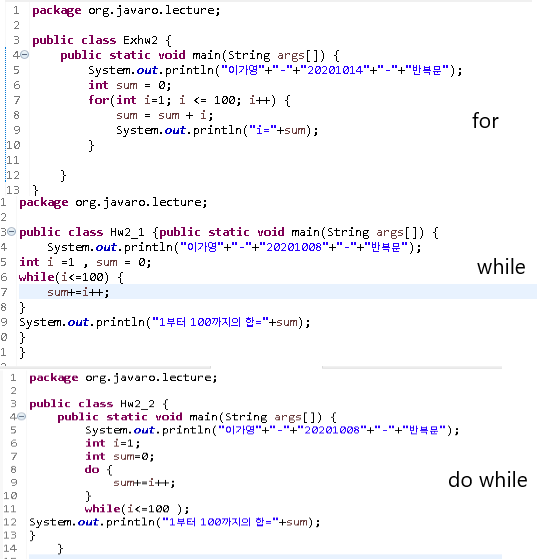 1 package org.javaro.lecture;
2
3 public class Exhw2 {
4 public static void main(String args[]) {
5 System.out.println("이가영"+"-"+"20201014"+"-"+"반복문");
6 int sum = 0;
7 for(int i=1; i <= 100; i++) {
8 sum = sum + i;
9 System.out.println("i="+sum);
10 }
11
12 }
13 }
for
1 package org.javaro.lecture;
2
3 public class Hw2_1 {public static void main(String args[]) {
4 System.out.println("이가영"+"-"+"20201008"+"-"+"반복문");
5 int i =1 , sum = 0;
6 while(i<=100) {
7 sum+=i++;
8 }
9 System.out.println("1부터 100까지의 합="+sum);
0 }
1 }
while
1 package org.javaro.lecture;
2
3 public class Hw2_2 {
4 public static void main(String args[]) {
5 System.out.println("이가영"+"-"+"20201008"+"-"+"반복문");
6 int i=1;
7 int sum=0;
8 do {
9 sum+=i++;
10 }
11 while(i<=100 );
12 System.out.println("1부터 100까지의 합="+sum);
13 }
14 }
do while